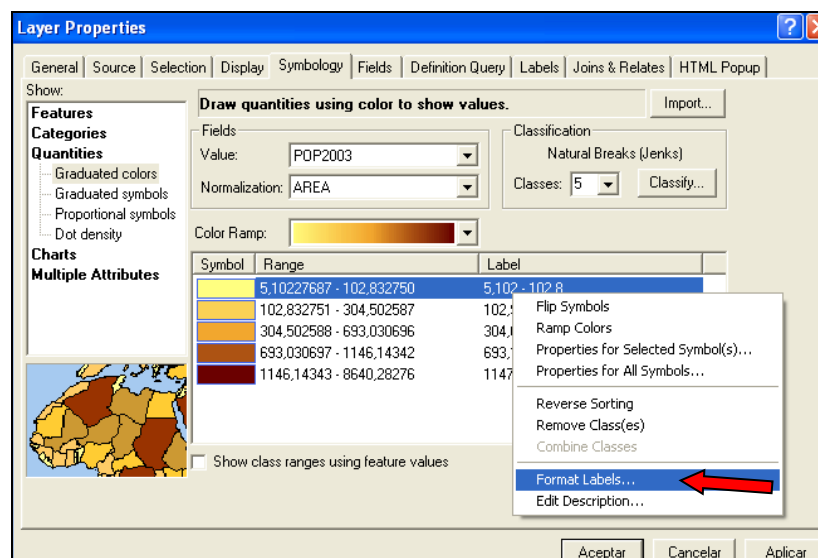 Layer Properties
General Source Selection Display Symbology Fields Definition Query Labels Joins & Relates HTML Popup
Show:
Features
Categories
Quantities
Graduated colors
Graduated symbols
Proportional symbols
Dot density
Charts
Multiple Attributes
Draw quantities using color to show values.
Import...
Fields
Value: POP2003
Normalization: AREA
Classification
Natural Breaks (Jenks)
Classes: 5 Classify...
Color Ramp:
Symbol Range Label
5,10227687 - 102,832750 5,102 - 102,8
102,832751 - 304,502587 102,
304,502588 - 693,030696 304,
693,030697 - 1146,14342 693,
1146,14343 - 8640,28276 1147
Show class ranges using feature values
Flip Symbols
Ramp Colors
Properties for Selected Symbol(s)...
Properties for All Symbols...
Reverse Sorting
Remove Class(es)
Combine Classes
Format Labels...
Edit Description...
Aceptar Cancelar Aplicar